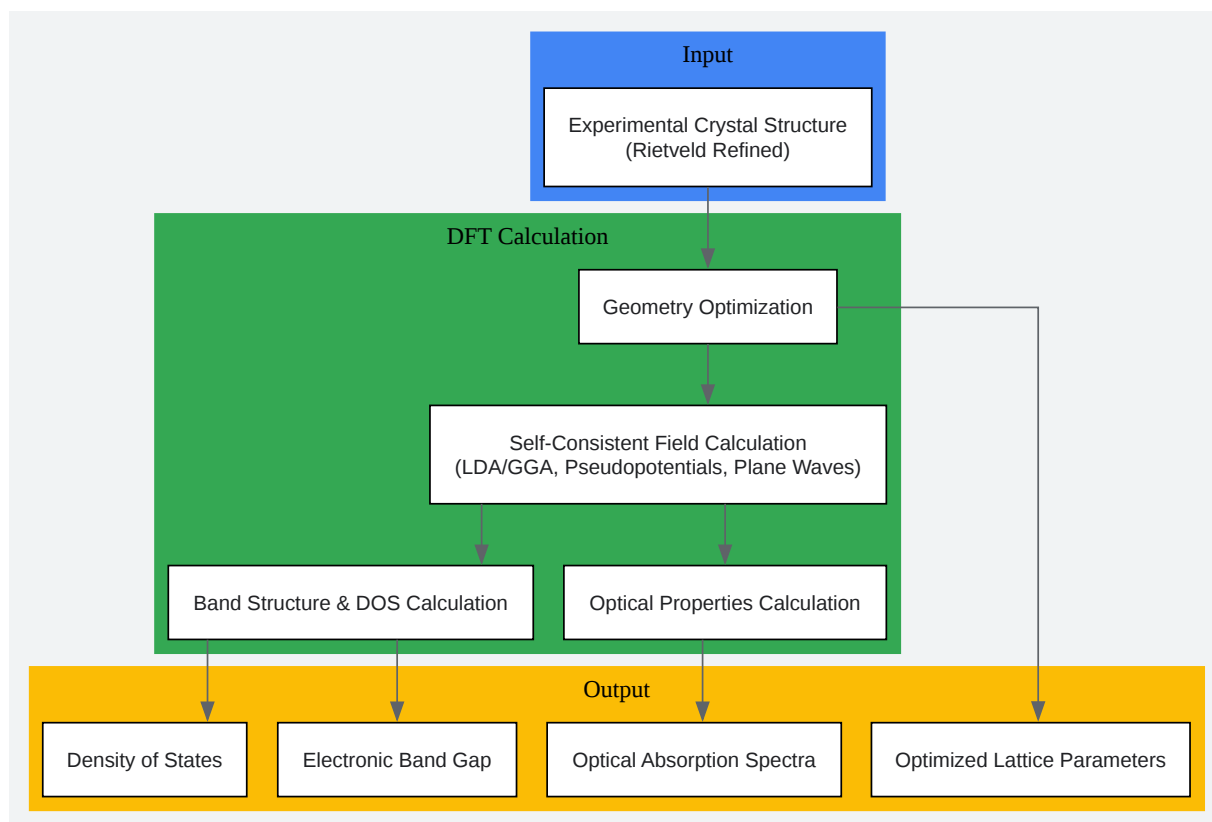 Input
Experimental Crystal Structure
(Rietveld Refined)
DFT Calculation
Geometry Optimization
Self-Consistent Field Calculation
(LDA/GGA, Pseudopotentials, Plane Waves)
Band Structure & DOS Calculation
Optical Properties Calculation
Output
Density of States
Electronic Band Gap
Optical Absorption Spectra
Optimized Lattice Parameters